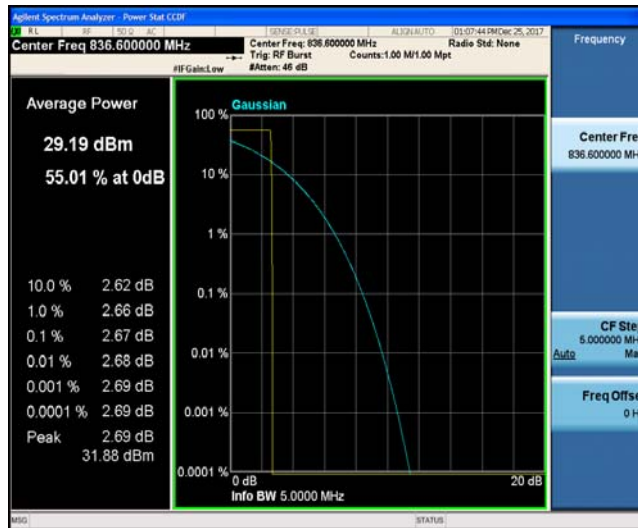 Agilent Spectrum Analyzer - Power Stat CCDF
RL RF 50 Ω AC SENSE:PULSE ALIGN AUTO 01:07:44 PM Dec 25, 2017
Center Freq 836.600000 MHz
Center Freq: 836.600000 MHz Radio Std: None
Trig: RF Burst Counts:1.00 M/1.00 Mpt
#IFGain:Low #Atten: 46 dB
Frequency
Average Power
29.19 dBm
55.01 % at 0dB
10.0 % 2.62 dB
1.0 % 2.66 dB
0.1 % 2.67 dB
0.01 % 2.68 dB
0.001 % 2.69 dB
0.0001 % 2.69 dB
Peak 2.69 dB
31.88 dBm
Gaussian
100 %
10 %
1 %
0.1 %
0.01 %
0.001 %
0.0001 %
0 dB 20 dB
Info BW 5.0000 MHz
Center Fre
836.600000 MH
CF Ste
5.000000 MH
Auto Ma
Freq Offse
0 H
MSG STATUS